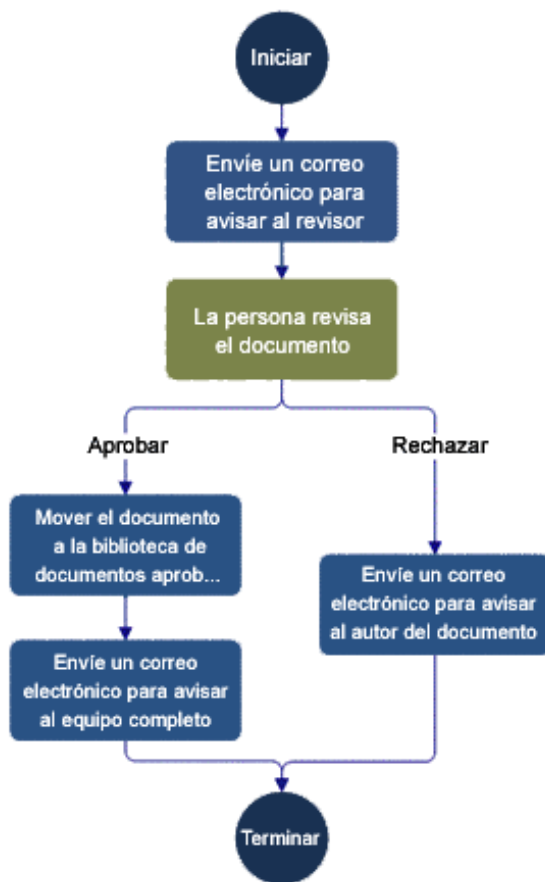 Iniciar
Envíe un correo
electrónico para
avisar al revisor
La persona revisa
el documento
Aprobar
Rechazar
Mover el documento
a la biblioteca de
documentos aprob...
Envíe un correo
electrónico para avisar
al autor del documento
Envíe un correo
electrónico para avisar
al equipo completo
Terminar